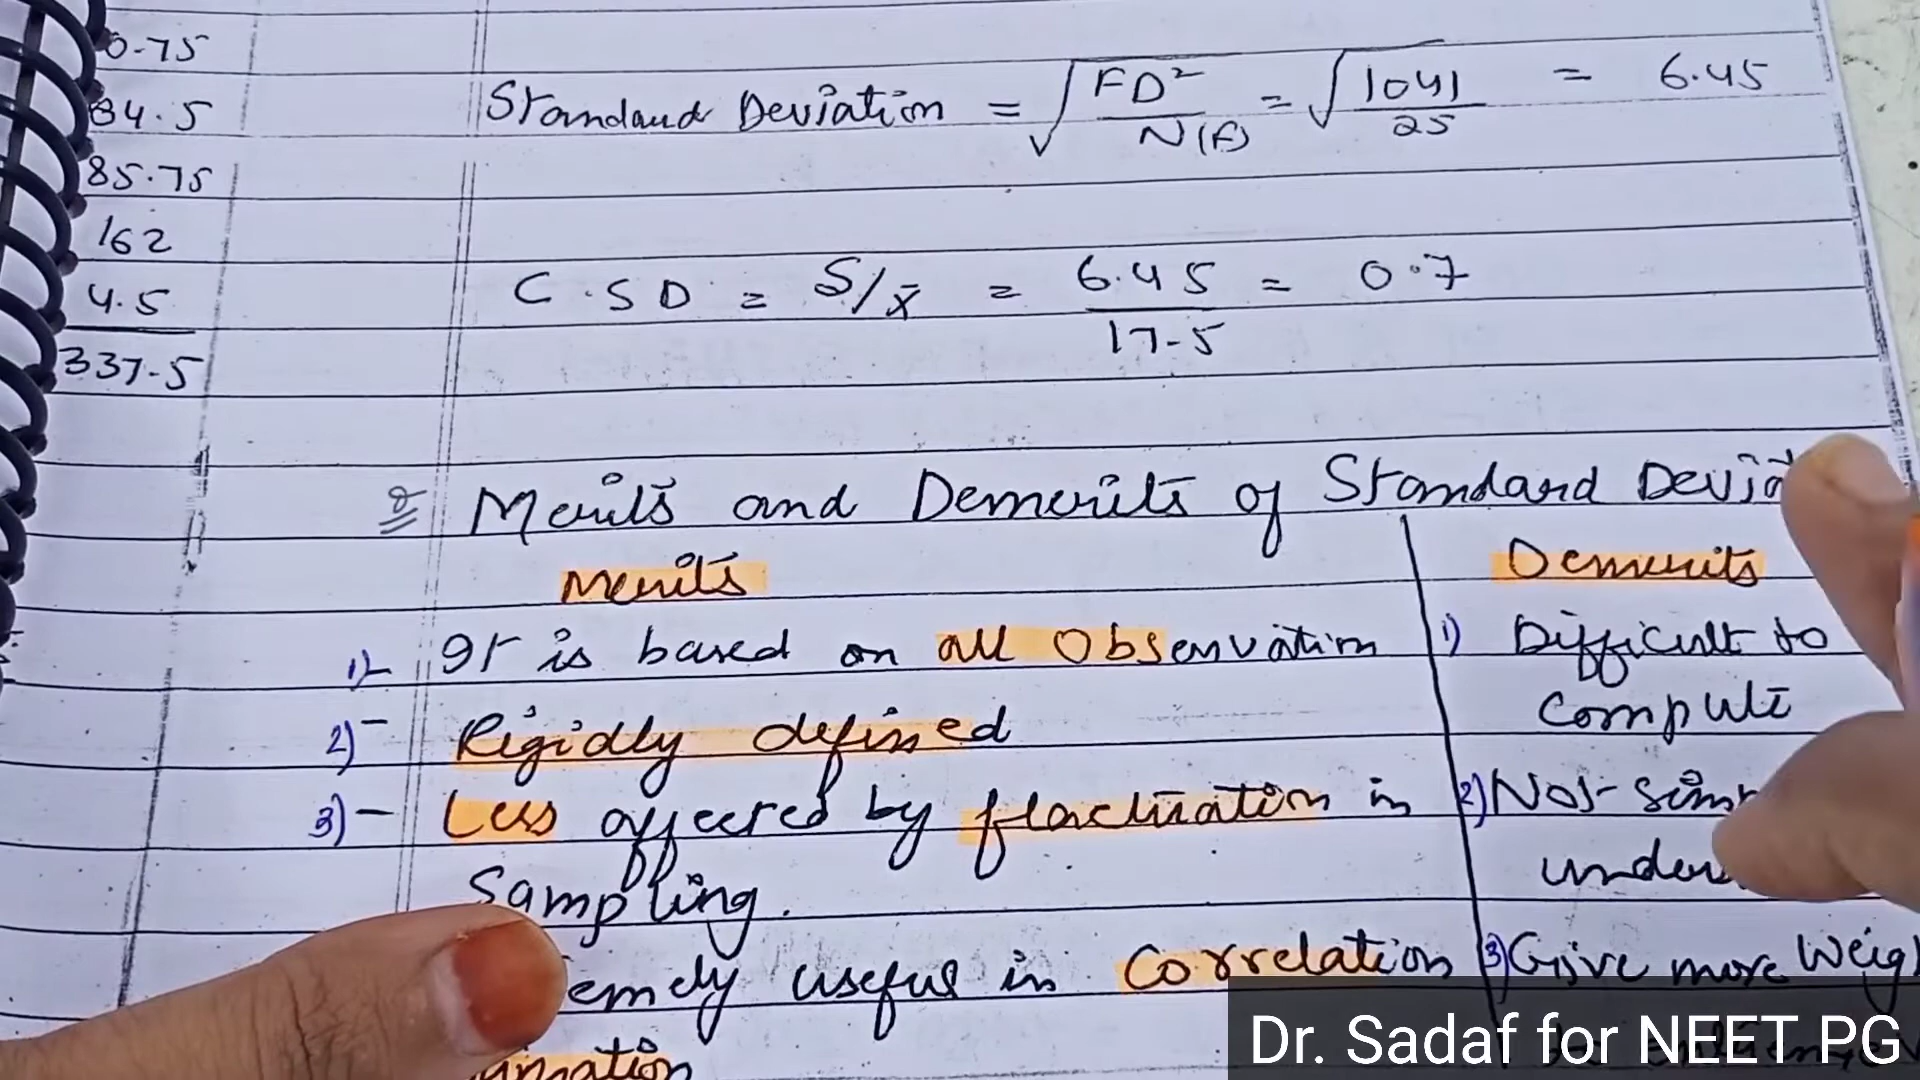 0.75
84.5
85.75
162
4.5
337.5
Standard Deviation = √ FD² / N(F) = √ 1041 / 25 = 6.45
C.SD = S/x̄ = 6.45 / 17.5 = 0.7
Merits and Demerits of Standard Devia
Merits
1) It is based on all Observation
2) - Rigidly defined
3) - Less affected by flactuation in
Sampling.
emely useful in Correlation
Demerits
1) Difficult to
compute
2) Not simp
unders
3) Give more Weigh
Dr. Sadaf for NEET PG